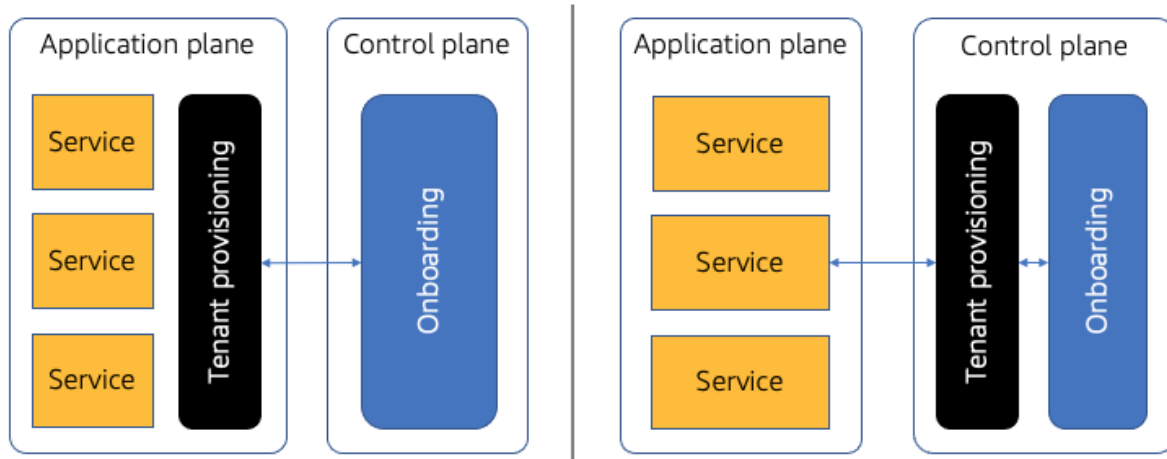 Application plane
Service
Service
Service
Tenant provisioning
Control plane
Onboarding
Application plane
Service
Service
Service
Control plane
Tenant provisioning
Onboarding